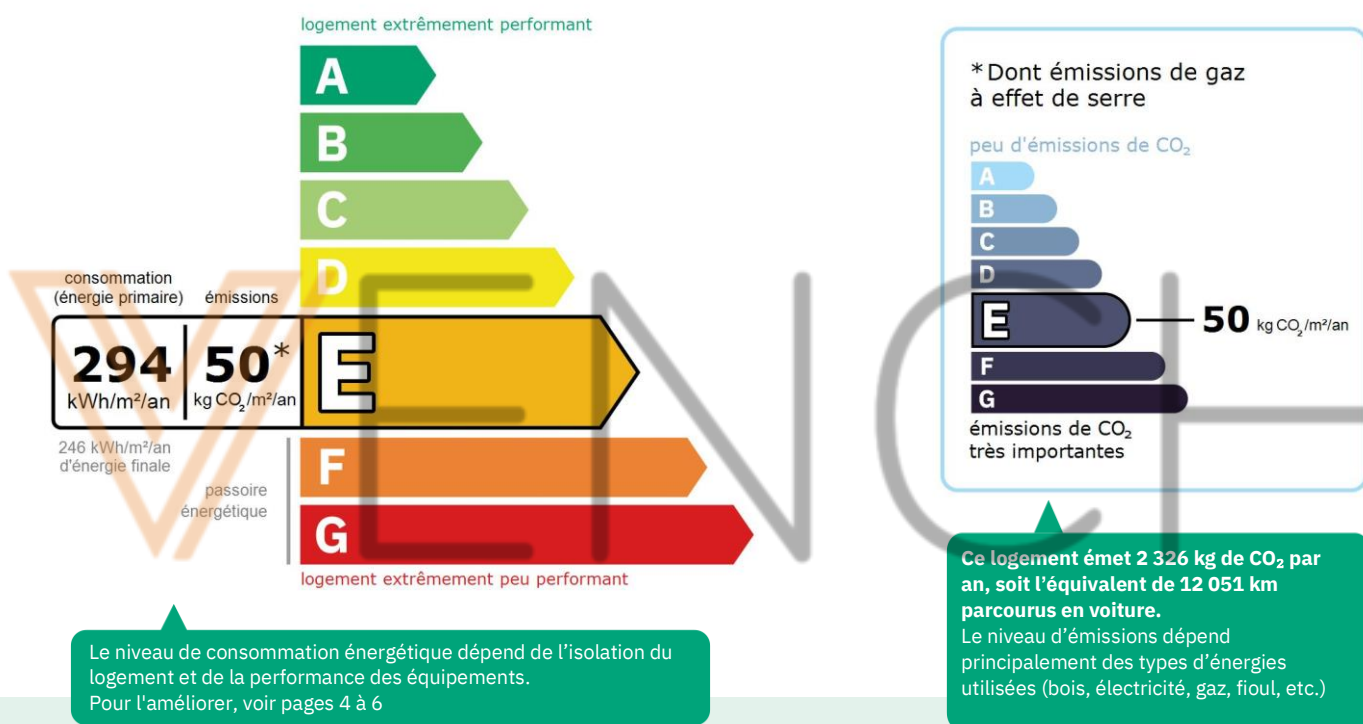 logement extrêmement performant
A
B
C
D
consommation
(énergie primaire)
émissions
294
kWh/m²/an
50*
kg CO₂/m²/an
E
246 kWh/m²/an
d'énergie finale
passoire
énergétique
F
G
logement extrêmement peu performant
Le niveau de consommation énergétique dépend de l'isolation du
logement et de la performance des équipements.
Pour l'améliorer, voir pages 4 à 6
*Dont émissions de gaz
à effet de serre
peu d'émissions de CO₂
A
B
C
D
E
50 kg CO₂/m²/an
F
G
émissions de CO₂
très importantes
Ce logement émet 2 326 kg de CO₂ par
an, soit l'équivalent de 12 051 km
parcourus en voiture.
Le niveau d'émissions dépend
principalement des types d'énergies
utilisées (bois, électricité, gaz, fioul, etc.)
VENCH